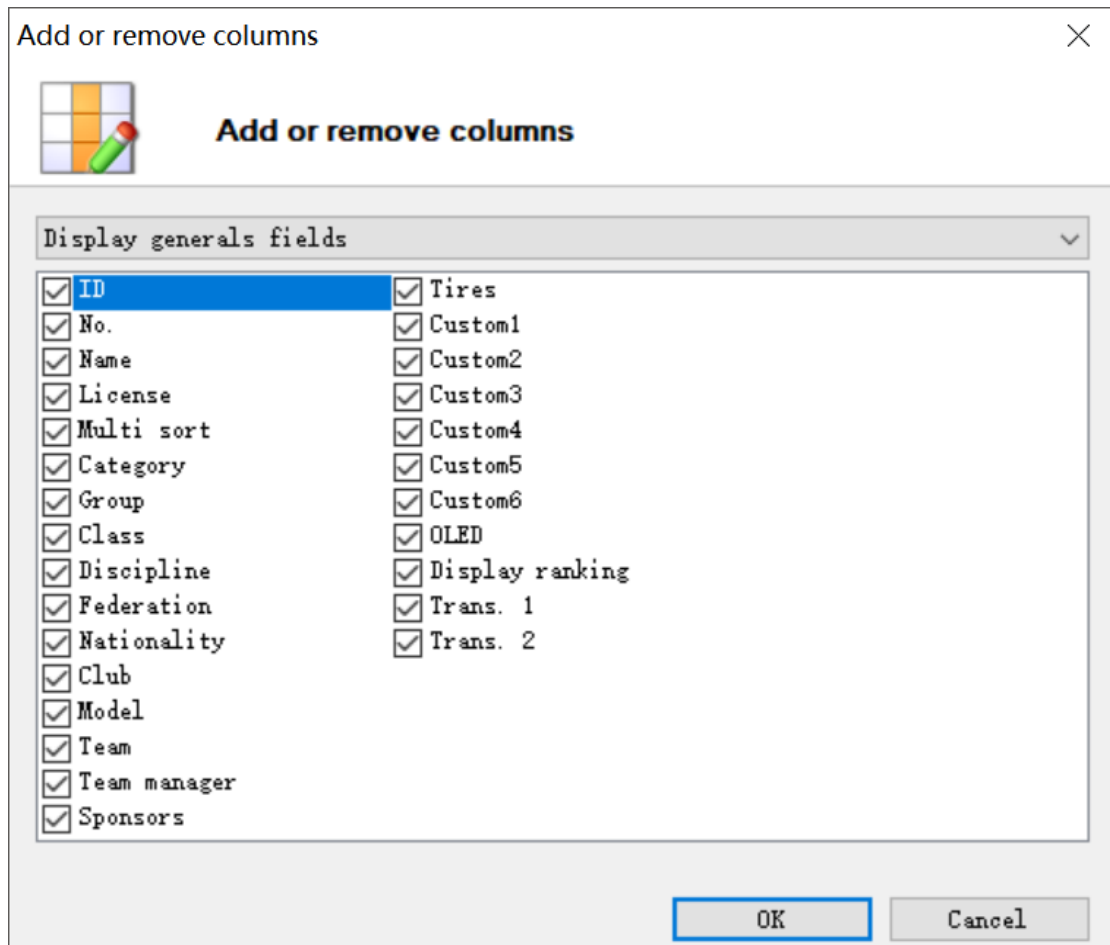 Add or remove columns
Add or remove columns
Display generals fields
ID
No.
Name
License
Multi sort
Category
Group
Class
Discipline
Federation
Nationality
Club
Model
Team
Team manager
Sponsors
Tires
Custom1
Custom2
Custom3
Custom4
Custom5
Custom6
OLED
Display ranking
Trans. 1
Trans. 2
OK
Cancel